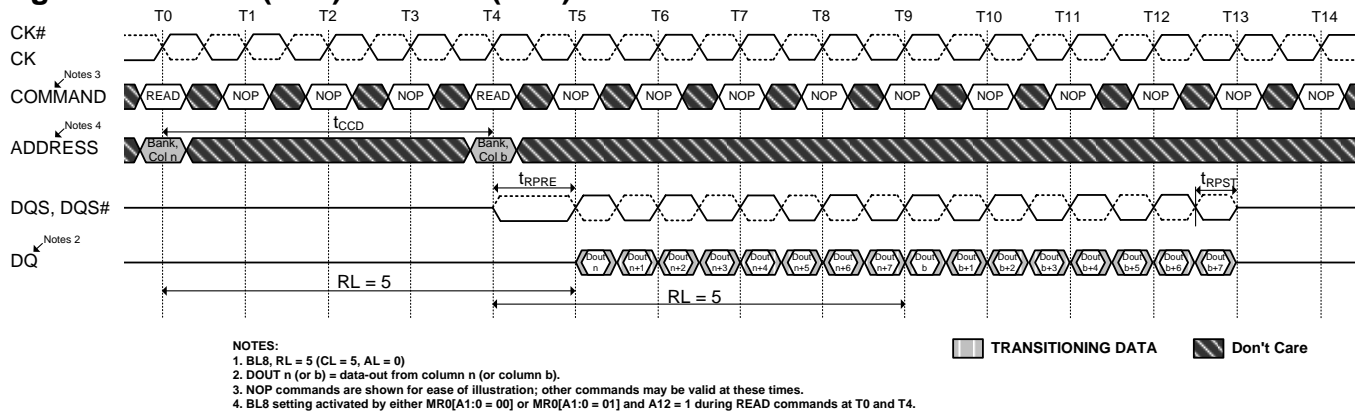 T0 T1 T2 T3 T4 T5 T6 T7 T8 T9 T10 T11 T12 T13 T14
CK#
CK
Notes 3
COMMAND READ NOP NOP NOP READ NOP NOP NOP NOP NOP NOP NOP NOP NOP NOP
tCCD
Notes 4
ADDRESS Bank, Col n Bank, Col b
tRPRE tRPST
DQS, DQS#
Notes 2
DQ Dout n Dout n+1 Dout n+2 Dout n+3 Dout n+4 Dout n+5 Dout n+6 Dout n+7 Dout b Dout b+1 Dout b+2 Dout b+3 Dout b+4 Dout b+5 Dout b+6 Dout b+7
RL = 5
RL = 5
NOTES:
1. BL8, RL = 5 (CL = 5, AL = 0)
2. DOUT n (or b) = data-out from column n (or column b).
3. NOP commands are shown for ease of illustration; other commands may be valid at these times.
4. BL8 setting activated by either MR0[A1:0 = 00] or MR0[A1:0 = 01] and A12 = 1 during READ commands at T0 and T4.
TRANSITIONING DATA Don't Care